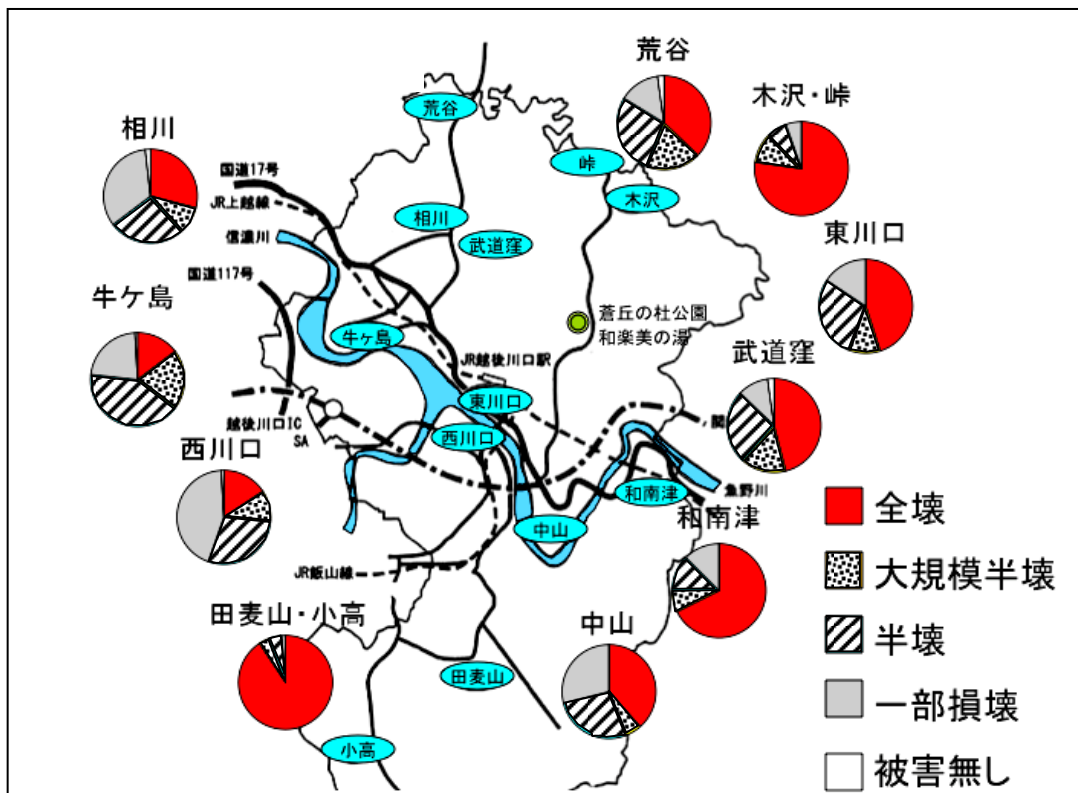 荒谷
木沢・峠
相川
荒谷
峠
国道17号
木沢
JR上越線
相川
東川口
信濃川
武道窪
国道117号
牛ケ島
蒼丘の杜公園
和楽美の湯
牛ヶ島
JR越後川口駅
武道窪
東川口
越後川口IC
SA
関
西川口
西川口
魚野川
和南津
和南津
全壊
中山
大規模半壊
JR飯山線
田麦山・小高
中山
半壊
田麦山
一部損壊
小高
被害無し